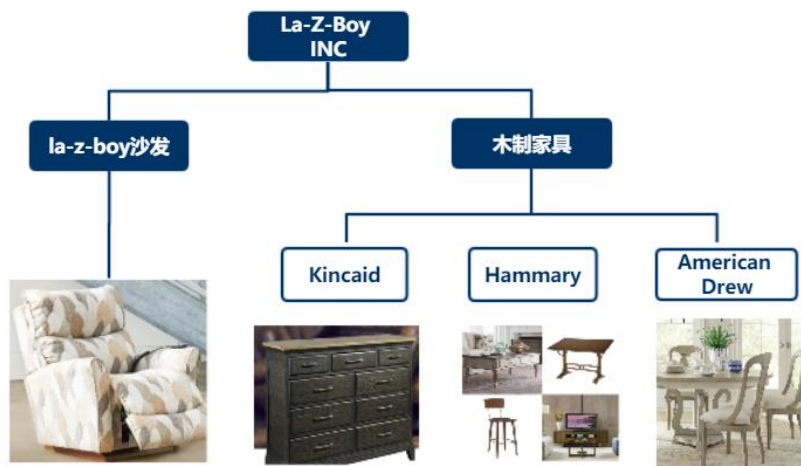 La-Z-Boy
INC
la-z-boy沙发
木制家具
Kincaid
Hammary
American
Drew